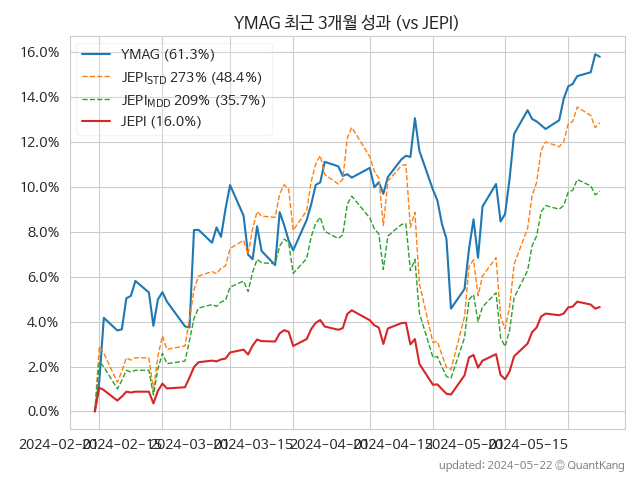 YMAG 최근 3개월 성과 (vs JEPI)
16.0%
14.0%
12.0%
10.0%
8.0%
6.0%
4.0%
2.0%
0.0%
YMAG (61.3%)
JEPI_STD 273% (48.4%)
JEPI_MDD 209% (35.7%)
JEPI (16.0%)
2024-02-01 2024-02-15 2024-03-01 2024-03-15 2024-04-01 2024-04-15 2024-05-01 2024-05-15
updated: 2024-05-22 © QuantKang